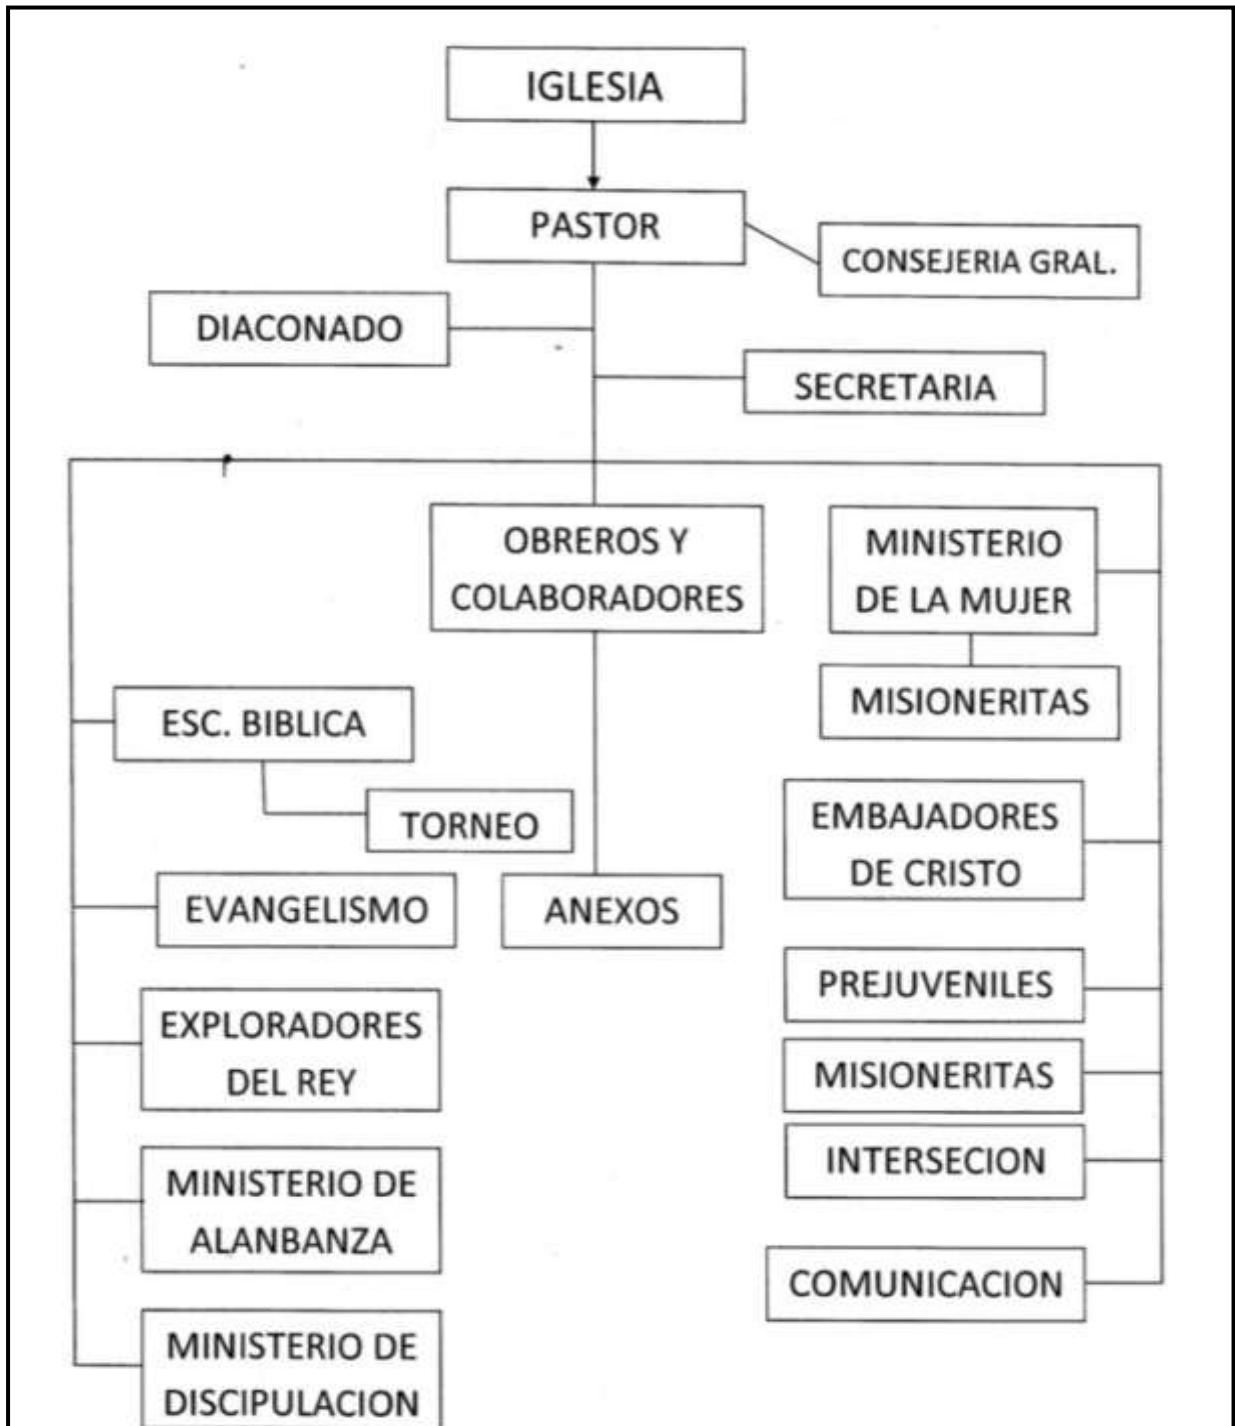 IGLESIA
PASTOR
CONSEJERIA GRAL.
DIACONADO
SECRETARIA
OBREROS Y
COLABORADORES
MINISTERIO
DE LA MUJER
MISIONERITAS
ESC. BIBLICA
TORNEO
EMBAJADORES
DE CRISTO
EVANGELISMO
ANEXOS
PREJUVENILES
EXPLORADORES
DEL REY
MISIONERITAS
INTERSECION
MINISTERIO DE
ALANBANZA
COMUNICACION
MINISTERIO DE
DISCIPULACION